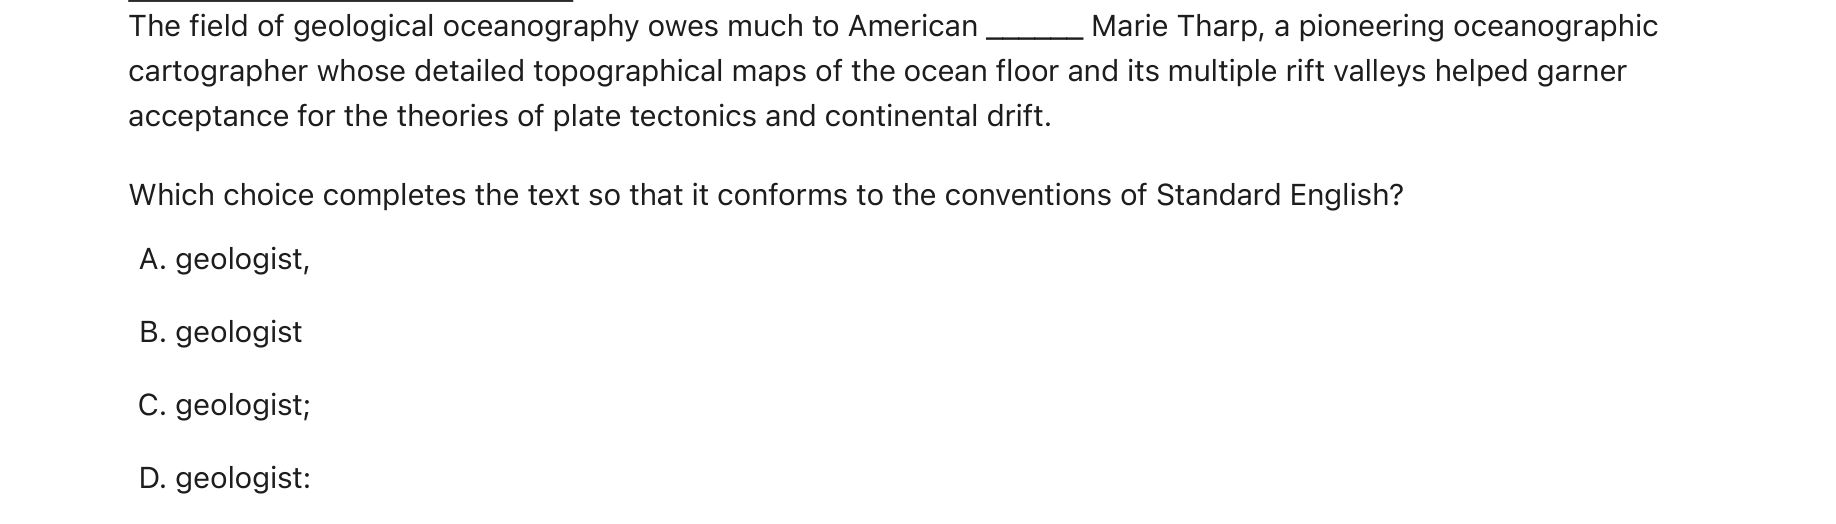 The field of geological oceanography owes much to American ______ Marie Tharp, a pioneering oceanographic
cartographer whose detailed topographical maps of the ocean floor and its multiple rift valleys helped garner
acceptance for the theories of plate tectonics and continental drift.
Which choice completes the text so that it conforms to the conventions of Standard English?
A. geologist,
B. geologist
C. geologist;
D. geologist: